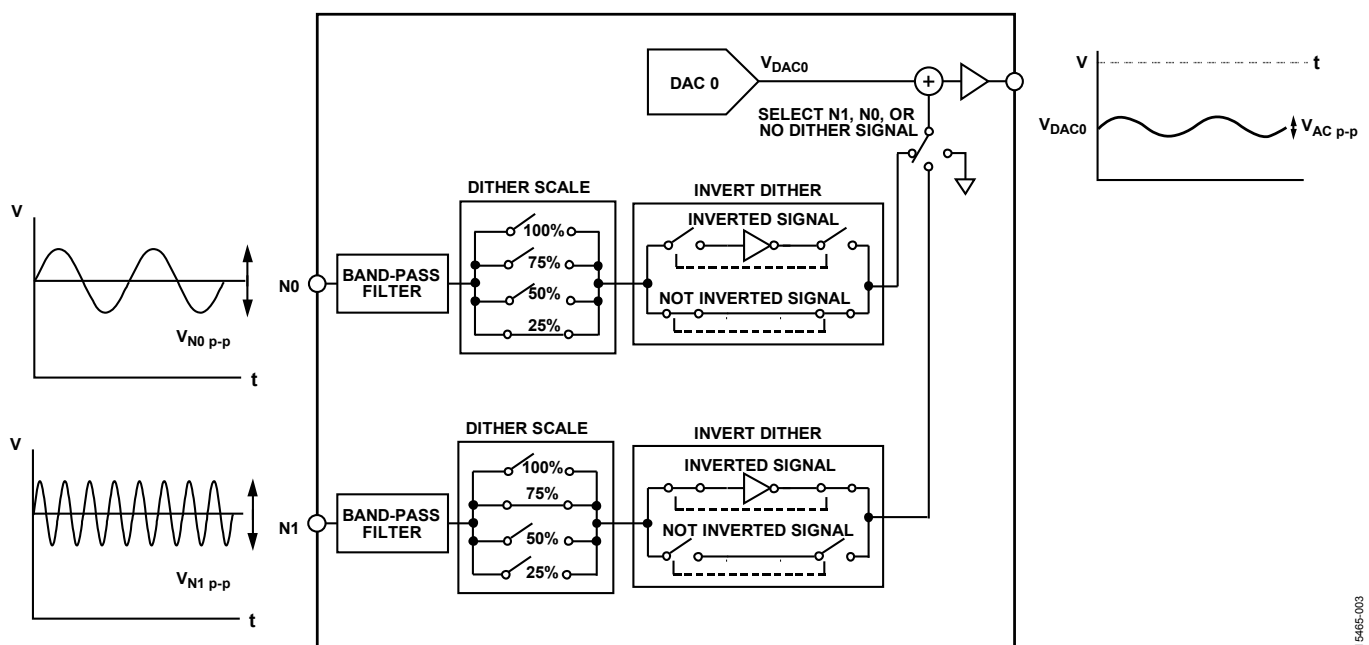 DAC 0
VDAC0
SELECT N1, N0, OR
NO DITHER SIGNAL
V
t
VDAC0
VAC p-p
DITHER SCALE
100%
75%
50%
25%
INVERT DITHER
INVERTED SIGNAL
NOT INVERTED SIGNAL
V
VN0 p-p
t
N0
BAND-PASS
FILTER
DITHER SCALE
100%
75%
50%
25%
INVERT DITHER
INVERTED SIGNAL
NOT INVERTED SIGNAL
V
VN1 p-p
t
N1
BAND-PASS
FILTER
15465-003